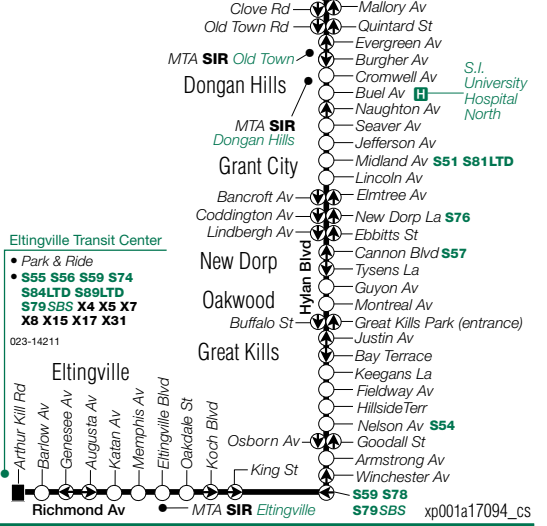 Clove Rd
Mallory Av
Old Town Rd
Quintard St
Evergreen Av
MTA SIR Old Town
Burgher Av
Cromwell Av
Dongan Hills
Buel Av
H
S.I.
University
Hospital
North
Naughton Av
MTA SIR
Dongan Hills
Seaver Av
Jefferson Av
Grant City
Midland Av S51 S81LTD
Lincoln Av
Bancroft Av
Elmtree Av
Coddington Av
New Dorp La S76
Lindbergh Av
Ebbitts St
New Dorp
Cannon Blvd S57
Tysens La
Hylan Blvd
Guyon Av
Oakwood
Montreal Av
Buffalo St
Great Kills Park (entrance)
Justin Av
Great Kills
Bay Terrace
Keegans La
Fieldway Av
HillsideTerr
Nelson Av S54
Osborn Av
Goodall St
Armstrong Av
Winchester Av
S59 S78
S79SBS
Eltingville Transit Center
• Park & Ride
• S55 S56 S59 S74
S84LTD S89LTD
S79SBS X4 X5 X7
X8 X15 X17 X31
023-14211
Eltingville
Arthur Kill Rd
Barlow Av
Genesee Av
Augusta Av
Katan Av
Memphis Av
Eltingville Blvd
Oakdale St
Koch Blvd
King St
Richmond Av
MTA SIR Eltingville
xp001a17094_cs